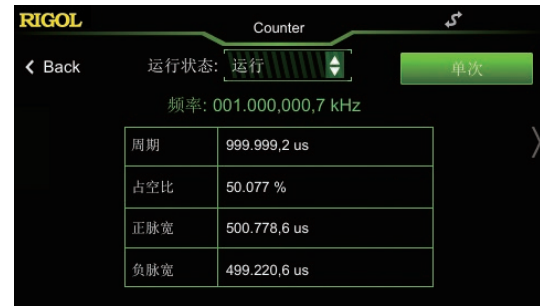 RIGOL
Counter
Back
运行状态: 运行
单次
频率: 001.000,000,7 kHz
周期 999.999,2 us
占空比 50.077 %
正脉宽 500.778,6 us
负脉宽 499.220,6 us